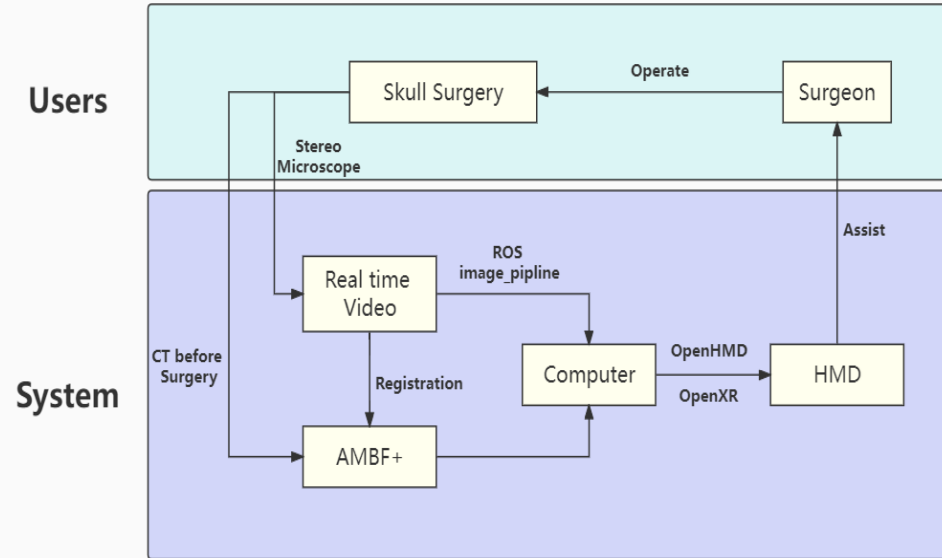 Users
Skull Surgery
Operate
Surgeon
Stereo
Microscope
Assist
System
Real time
Video
ROS
image_pipline
CT before
Surgery
Registration
Computer
OpenHMD
OpenXR
HMD
AMBF+